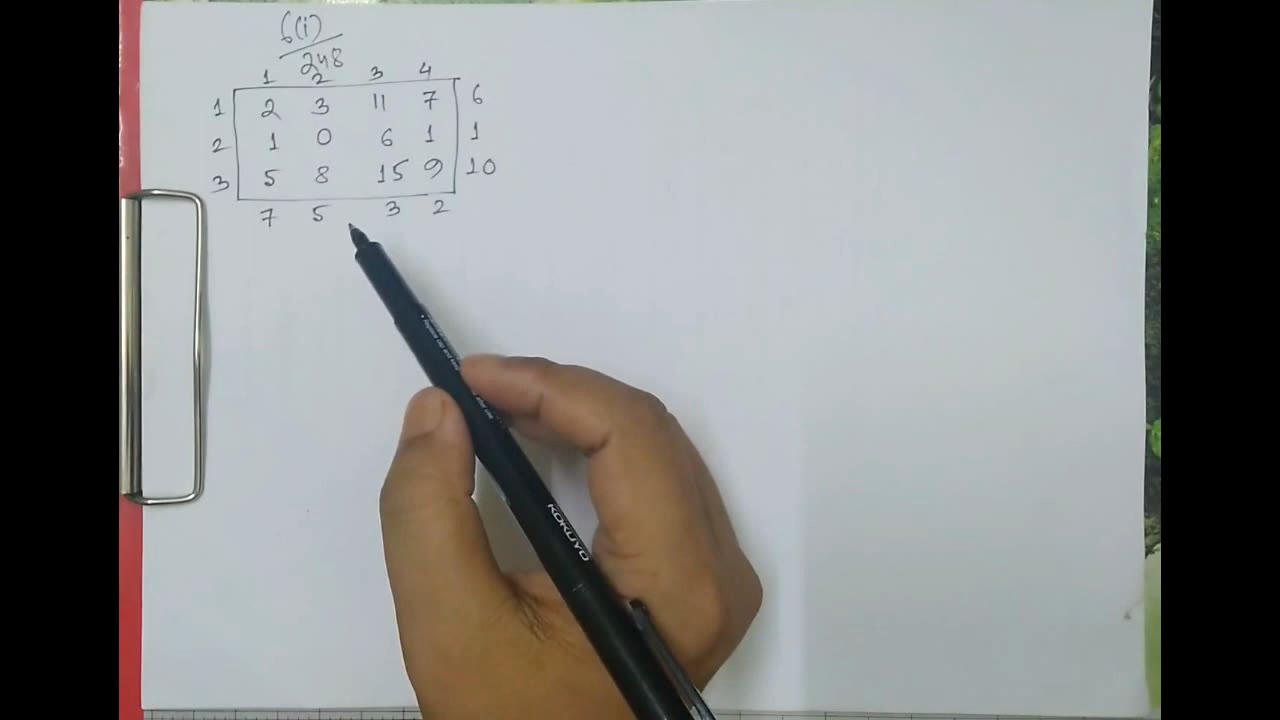 6(i)
248
1 2 3 4
1 2 3 11 7 6
2 1 0 6 1 1
3 5 8 15 9 10
7 5 3 2
KOKUYO